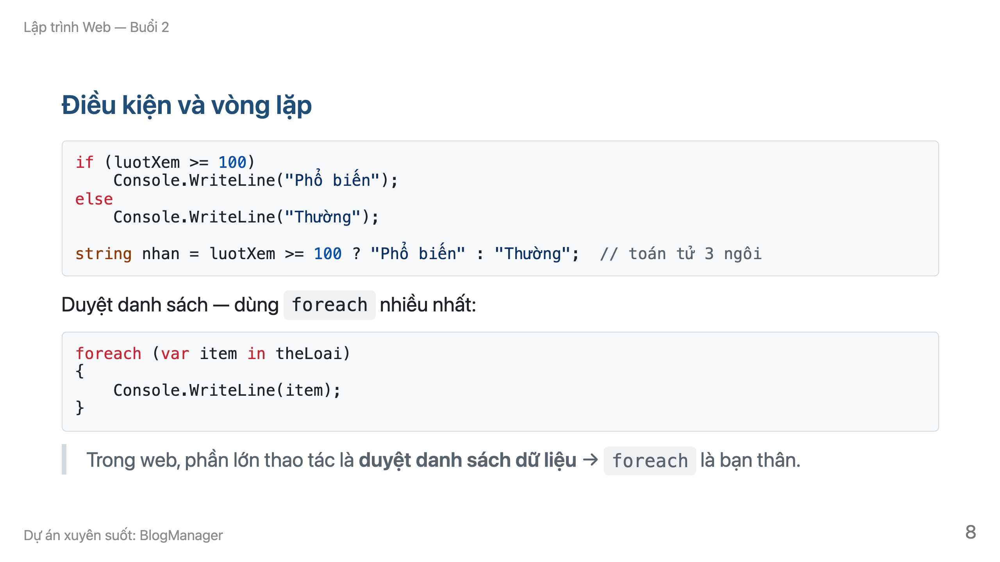 Lập trình Web — Buổi 2
Điều kiện và vòng lặp
if (luotXem >= 100)
    Console.WriteLine("Phổ biến");
else
    Console.WriteLine("Thường");

string nhan = luotXem >= 100 ? "Phổ biến" : "Thường";  // toán tử 3 ngôi
Duyệt danh sách — dùng foreach nhiều nhất:
foreach (var item in theLoai)
{
    Console.WriteLine(item);
}
Trong web, phần lớn thao tác là duyệt danh sách dữ liệu → foreach là bạn thân.
Dự án xuyên suốt: BlogManager
8